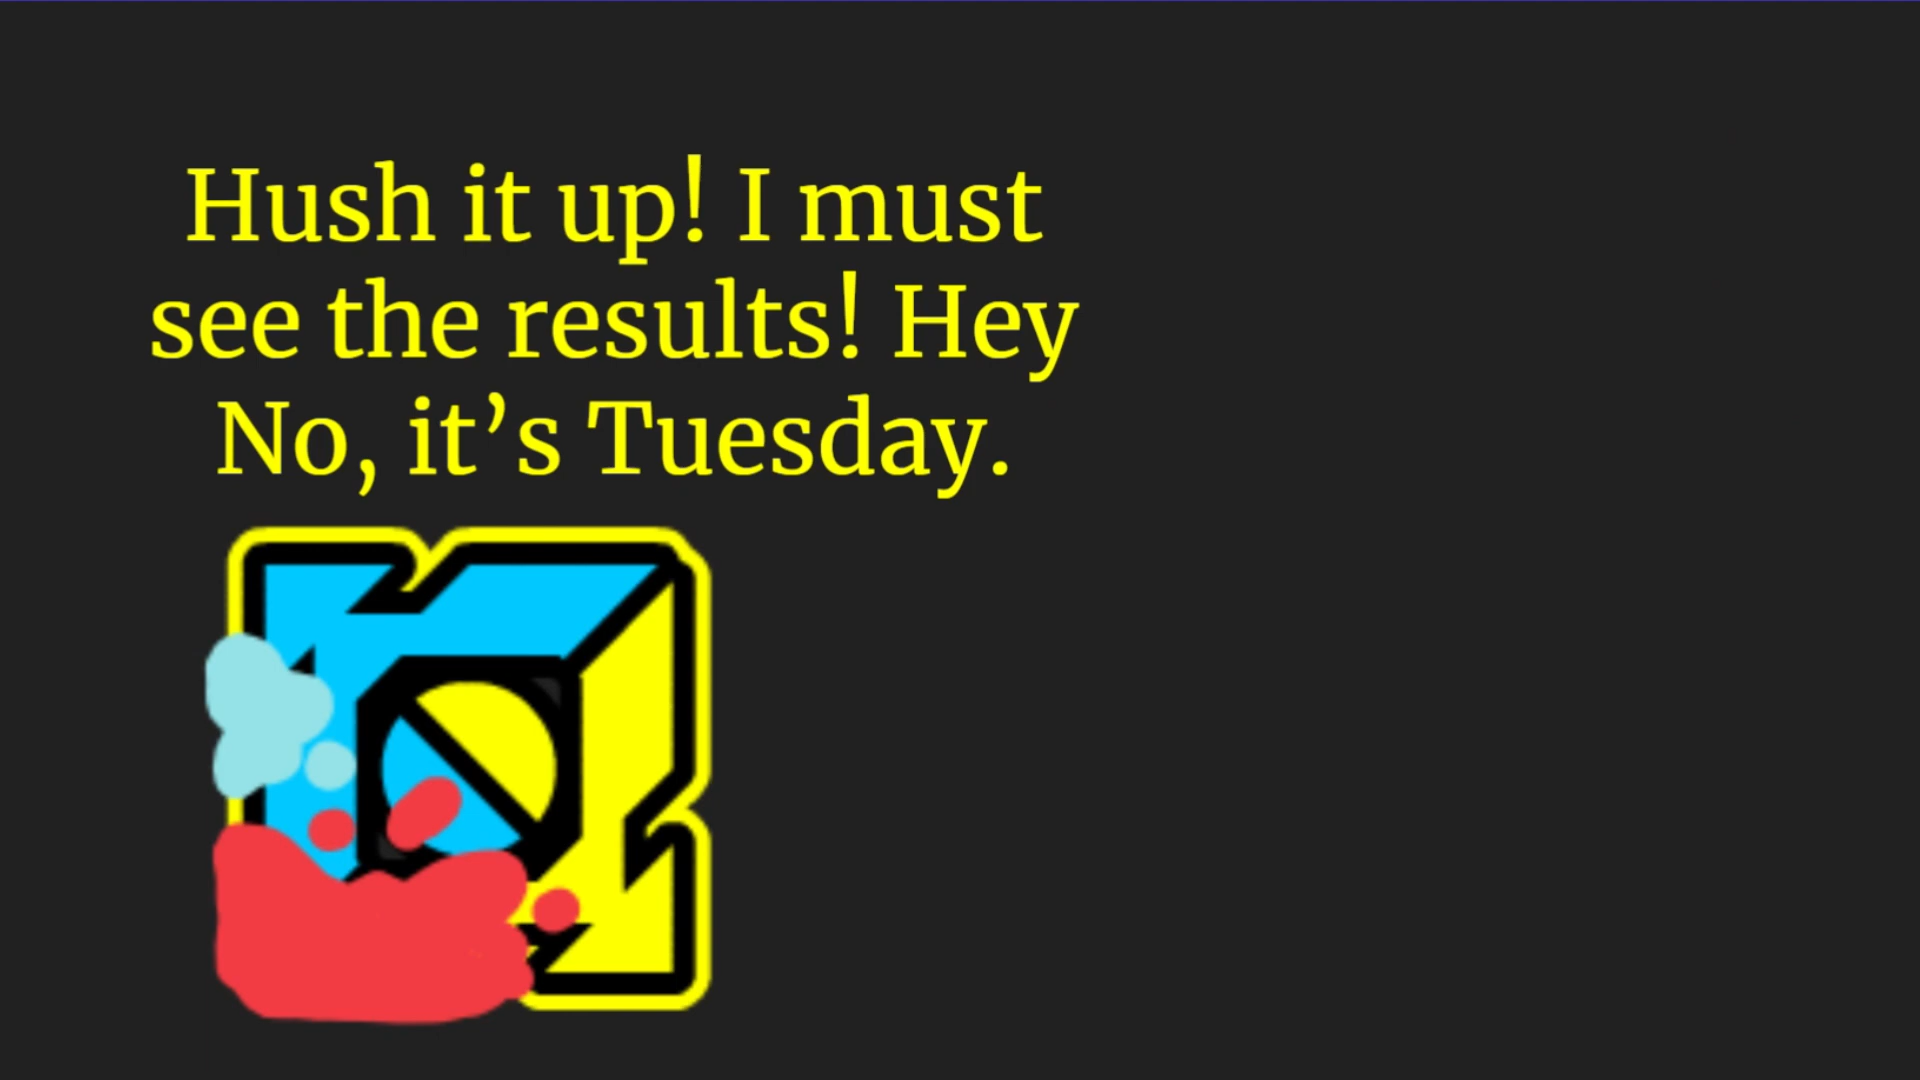 Hush it up! I must
see the results! Hey
No, it’s Tuesday.